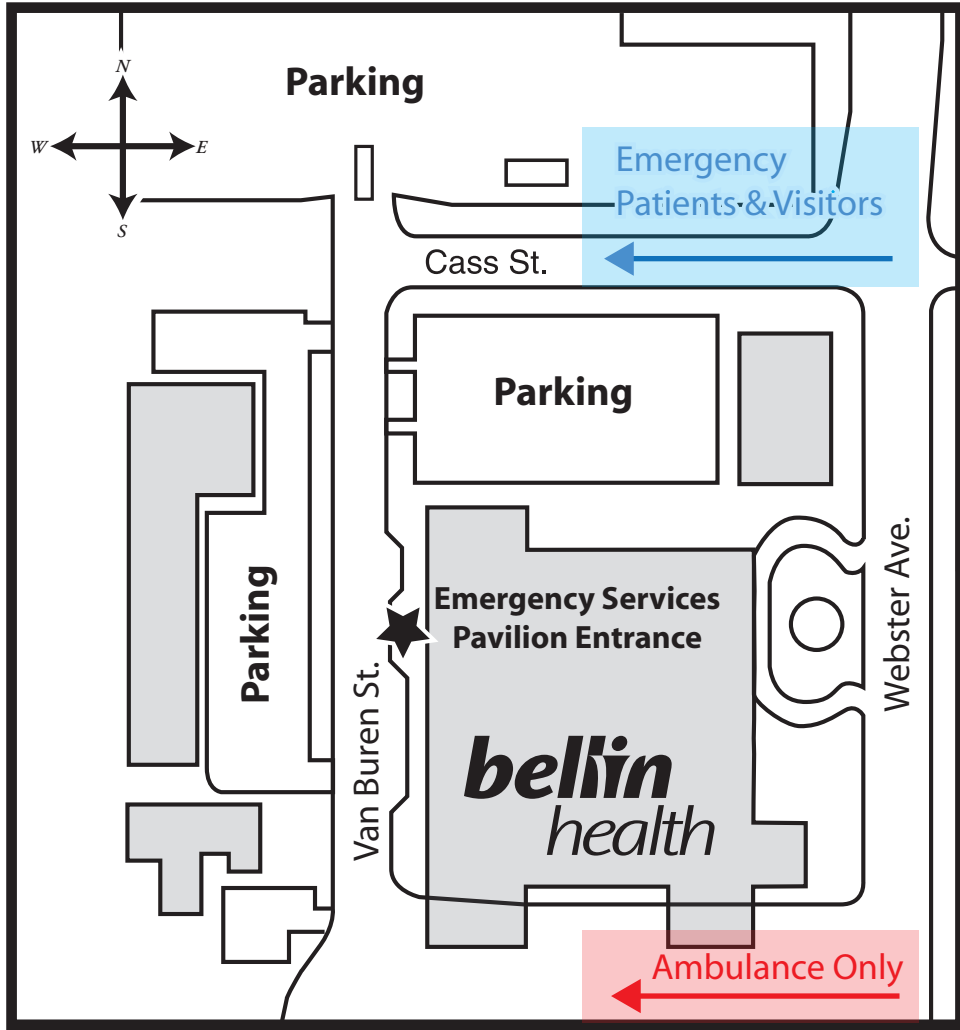 N
Parking
W
E
S
Emergency
Patients & Visitors
Cass St.
Parking
Webster Ave.
Emergency Services
Pavilion Entrance
Parking
Van Buren St.
bellin
health
Ambulance Only